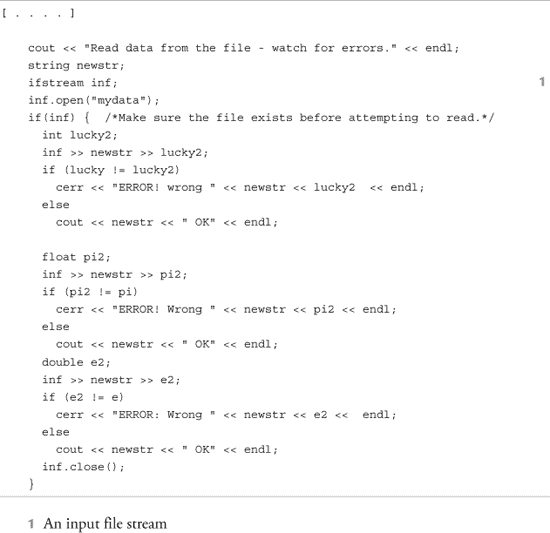 [ . . . . ]
cout << "Read data from the file - watch for errors." << endl;
string newstr;
ifstream inf; 1
inf.open("mydata");
if(inf) {  /*Make sure the file exists before attempting to read.*/
int lucky2;
inf >> newstr >> lucky2;
if (lucky != lucky2)
cerr << "ERROR! wrong " << newstr << lucky2  << endl;
else
cout << newstr << " OK" << endl;
float pi2;
inf >> newstr >> pi2;
if (pi2 != pi)
cerr << "ERROR! Wrong " << newstr << pi2 << endl;
else
cout << newstr << " OK" << endl;
double e2;
inf >> newstr >> e2;
if (e2 != e)
cerr << "ERROR: Wrong " << newstr << e2 <<  endl;
else
cout << newstr << " OK" << endl;
inf.close();
}
1 An input file stream